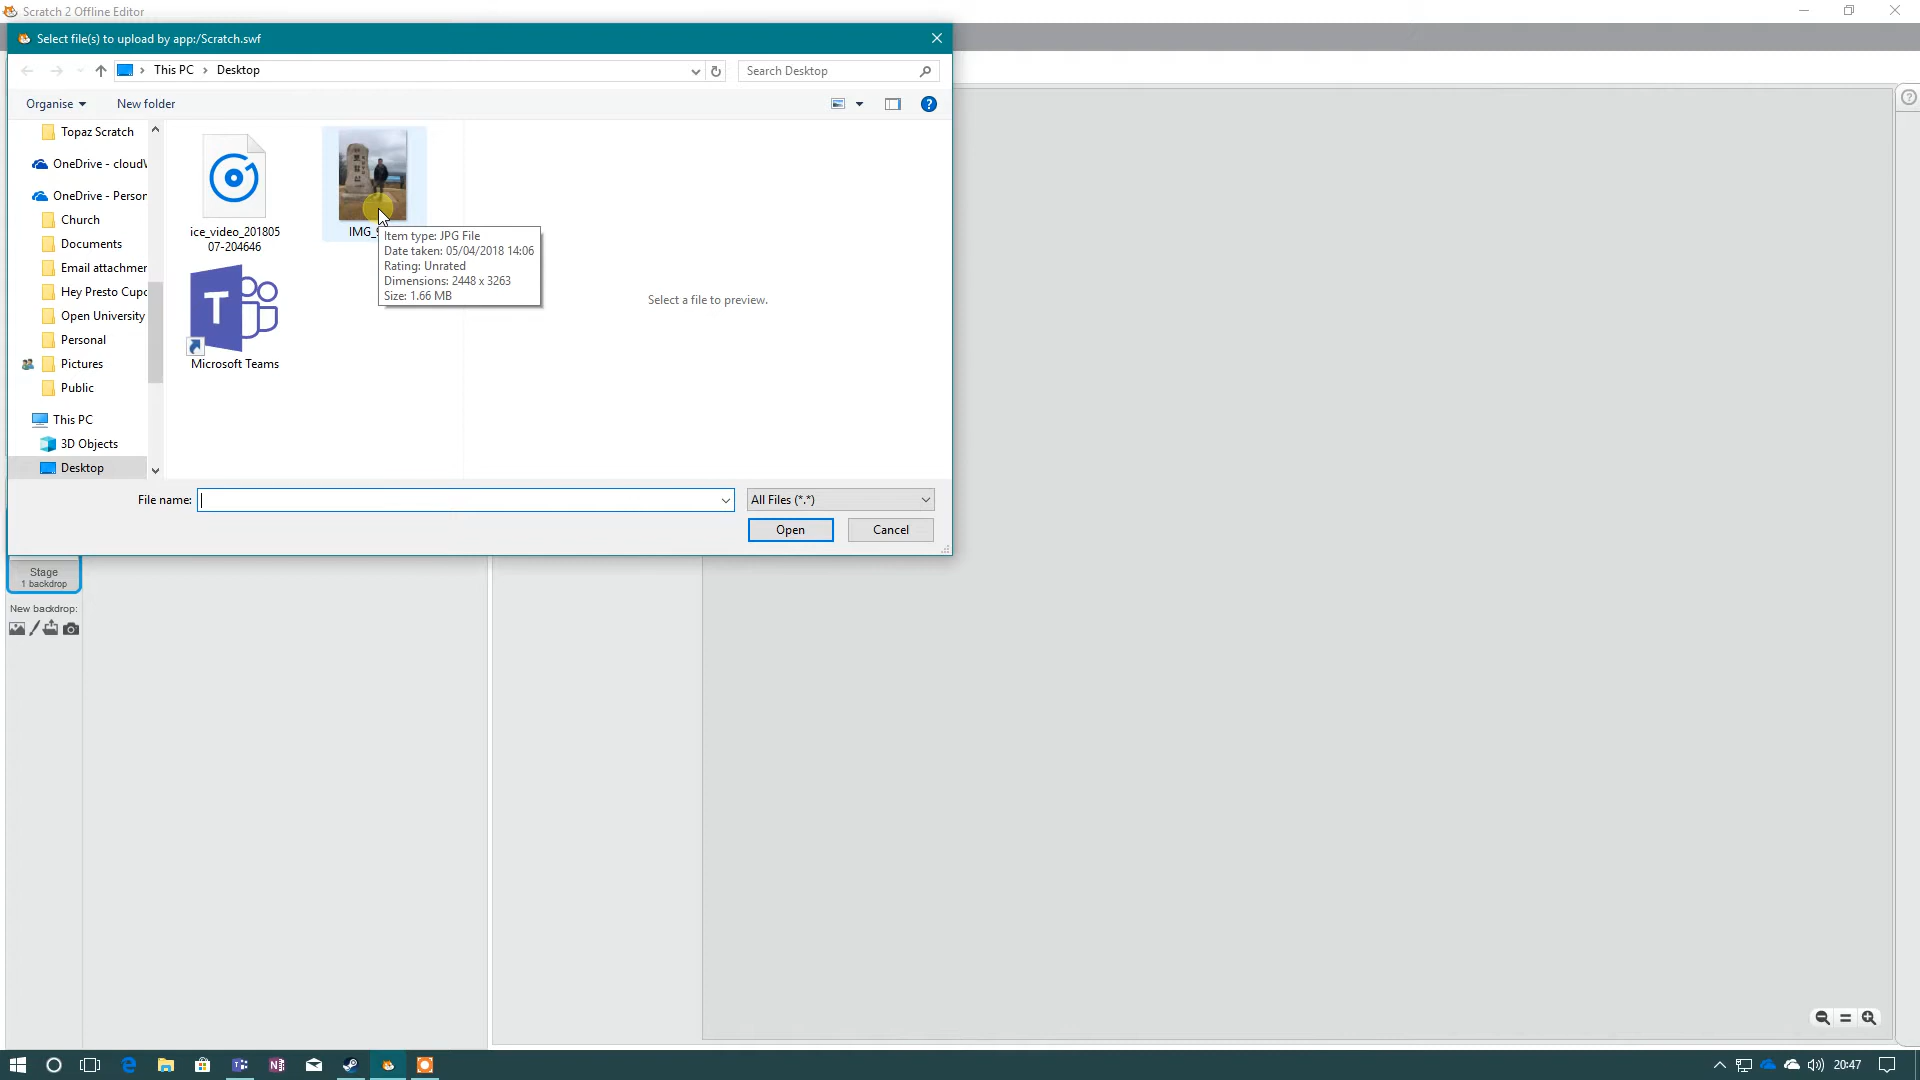 Scratch 2 Offline Editor
Select file(s) to upload by app:/Scratch.swf
This PC
Desktop
Search Desktop
Organise
New folder
Topaz Scratch
OneDrive - cloudW
OneDrive - Person
Church
Documents
Email attachmer
Hey Presto Cupc
Open University
Personal
Pictures
Public
This PC
3D Objects
Desktop
ice_video_201805
07-204646
IMG_
Item type: JPG File
Date taken: 05/04/2018 14:06
Rating: Unrated
Dimensions: 2448 x 3263
Size: 1.66 MB
T
Microsoft Teams
Select a file to preview.
File name:
All Files (*.*)
Open
Cancel
Stage
1 backdrop
New backdrop:
20:47